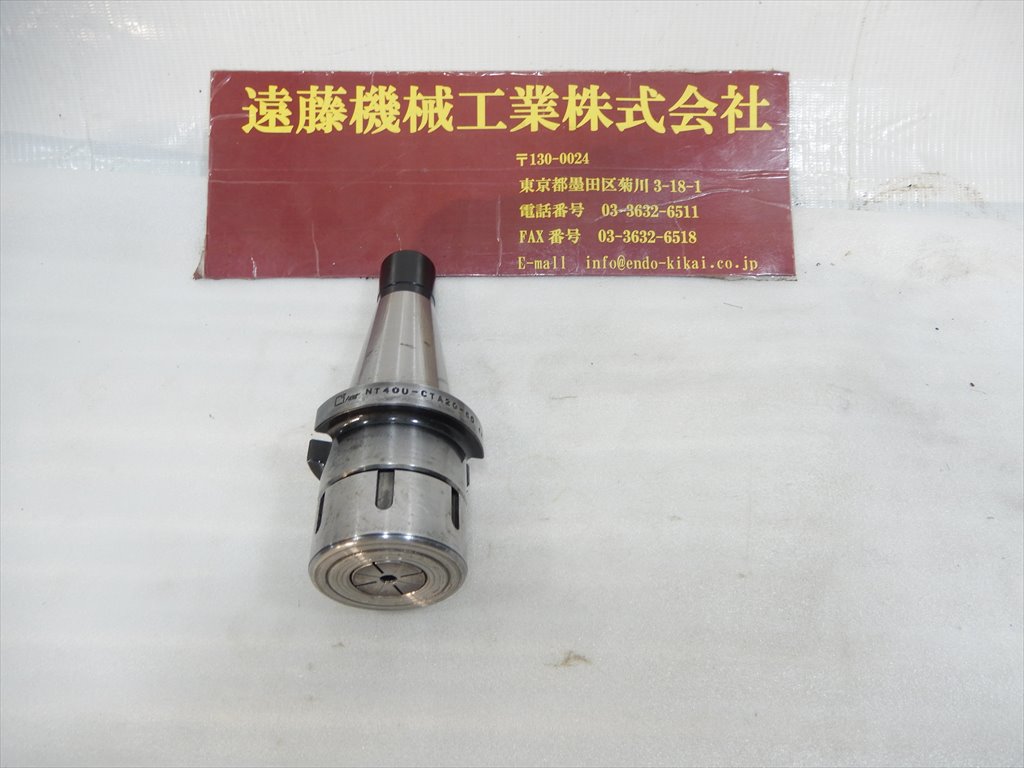 遠藤機械工業株式会社
〒130-0024
東京都墨田区菊川 3-18-1
電話番号 03-3632-6511
FAX 番号 03-3632-6518
E-mall info@endo-kikai.co.jp
NT40U-CTA20-60